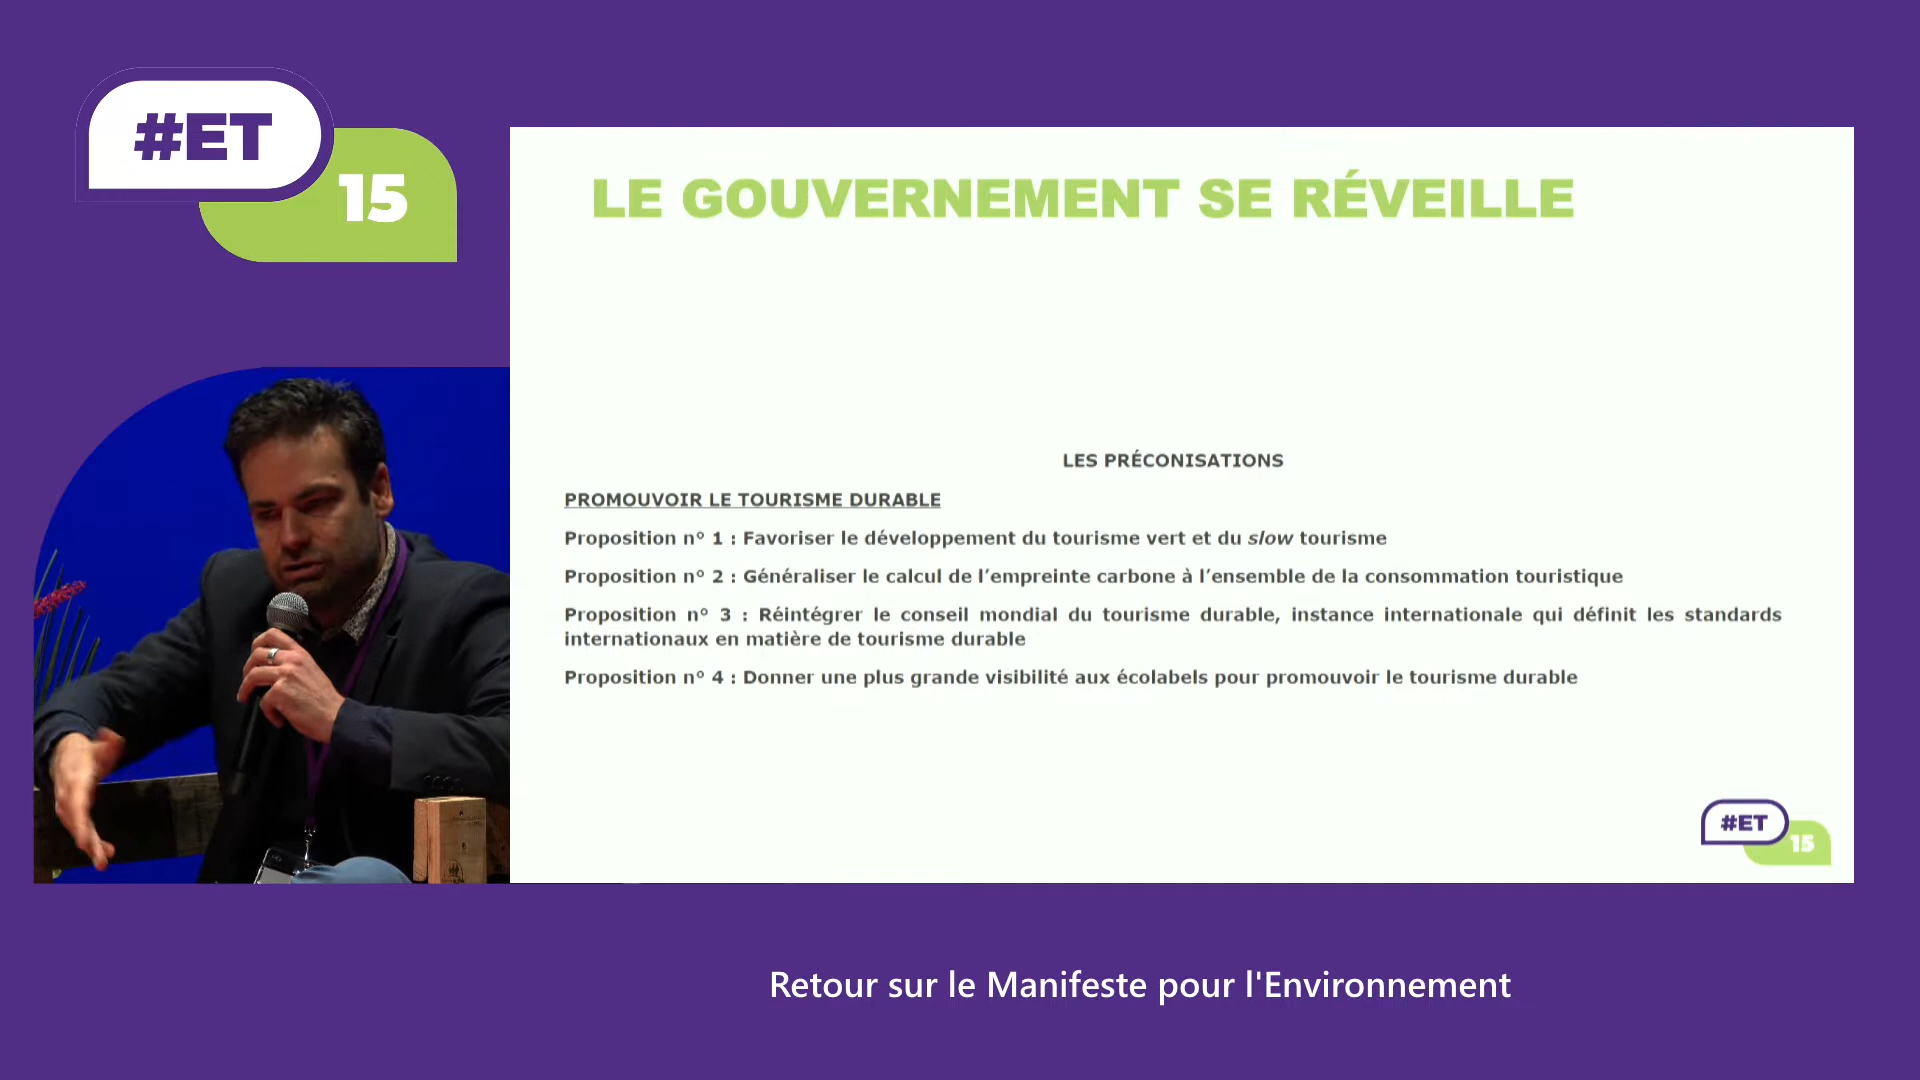 #ET
15
LE GOUVERNEMENT SE RÉVEILLE
LES PRÉCONISATIONS
PROMOUVOIR LE TOURISME DURABLE
Proposition n° 1 : Favoriser le développement du tourisme vert et du slow tourisme
Proposition n° 2 : Généraliser le calcul de l’empreinte carbone à l’ensemble de la consommation touristique
Proposition n° 3 : Réintégrer le conseil mondial du tourisme durable, instance internationale qui définit les standards
internationaux en matière de tourisme durable
Proposition n° 4 : Donner une plus grande visibilité aux écolabels pour promouvoir le tourisme durable
#ET
15
Retour sur le Manifeste pour l'Environnement